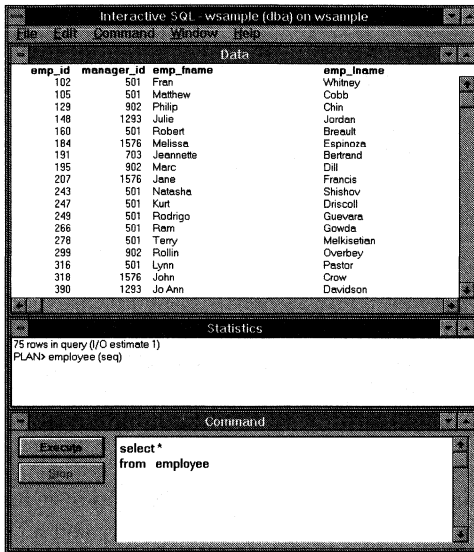 Interactive SQL - wsample (dba) on wsample
File Edit Command Window Help
Data
emp_id manager_id emp_fname emp_lname
102 501 Fran Whitney
105 501 Matthew Cobb
129 902 Philip Chin
148 1293 Julie Jordan
160 501 Robert Breault
184 1576 Melissa Espinoza
191 703 Jeannette Bertrand
195 902 Marc Dill
207 1576 Jane Francis
243 501 Natasha Shishov
247 501 Kurt Driscoll
249 501 Rodrigo Guevara
266 501 Ram Gowda
278 501 Terry Melkisetian
299 902 Rollin Overbey
316 501 Lynn Pastor
318 1576 John Crow
390 1293 Jo Ann Davidson
Statistics
75 rows in query (I/O estimate 1)
PLAN> employee (seq)
Command
Execute
Stop
select *
from employee